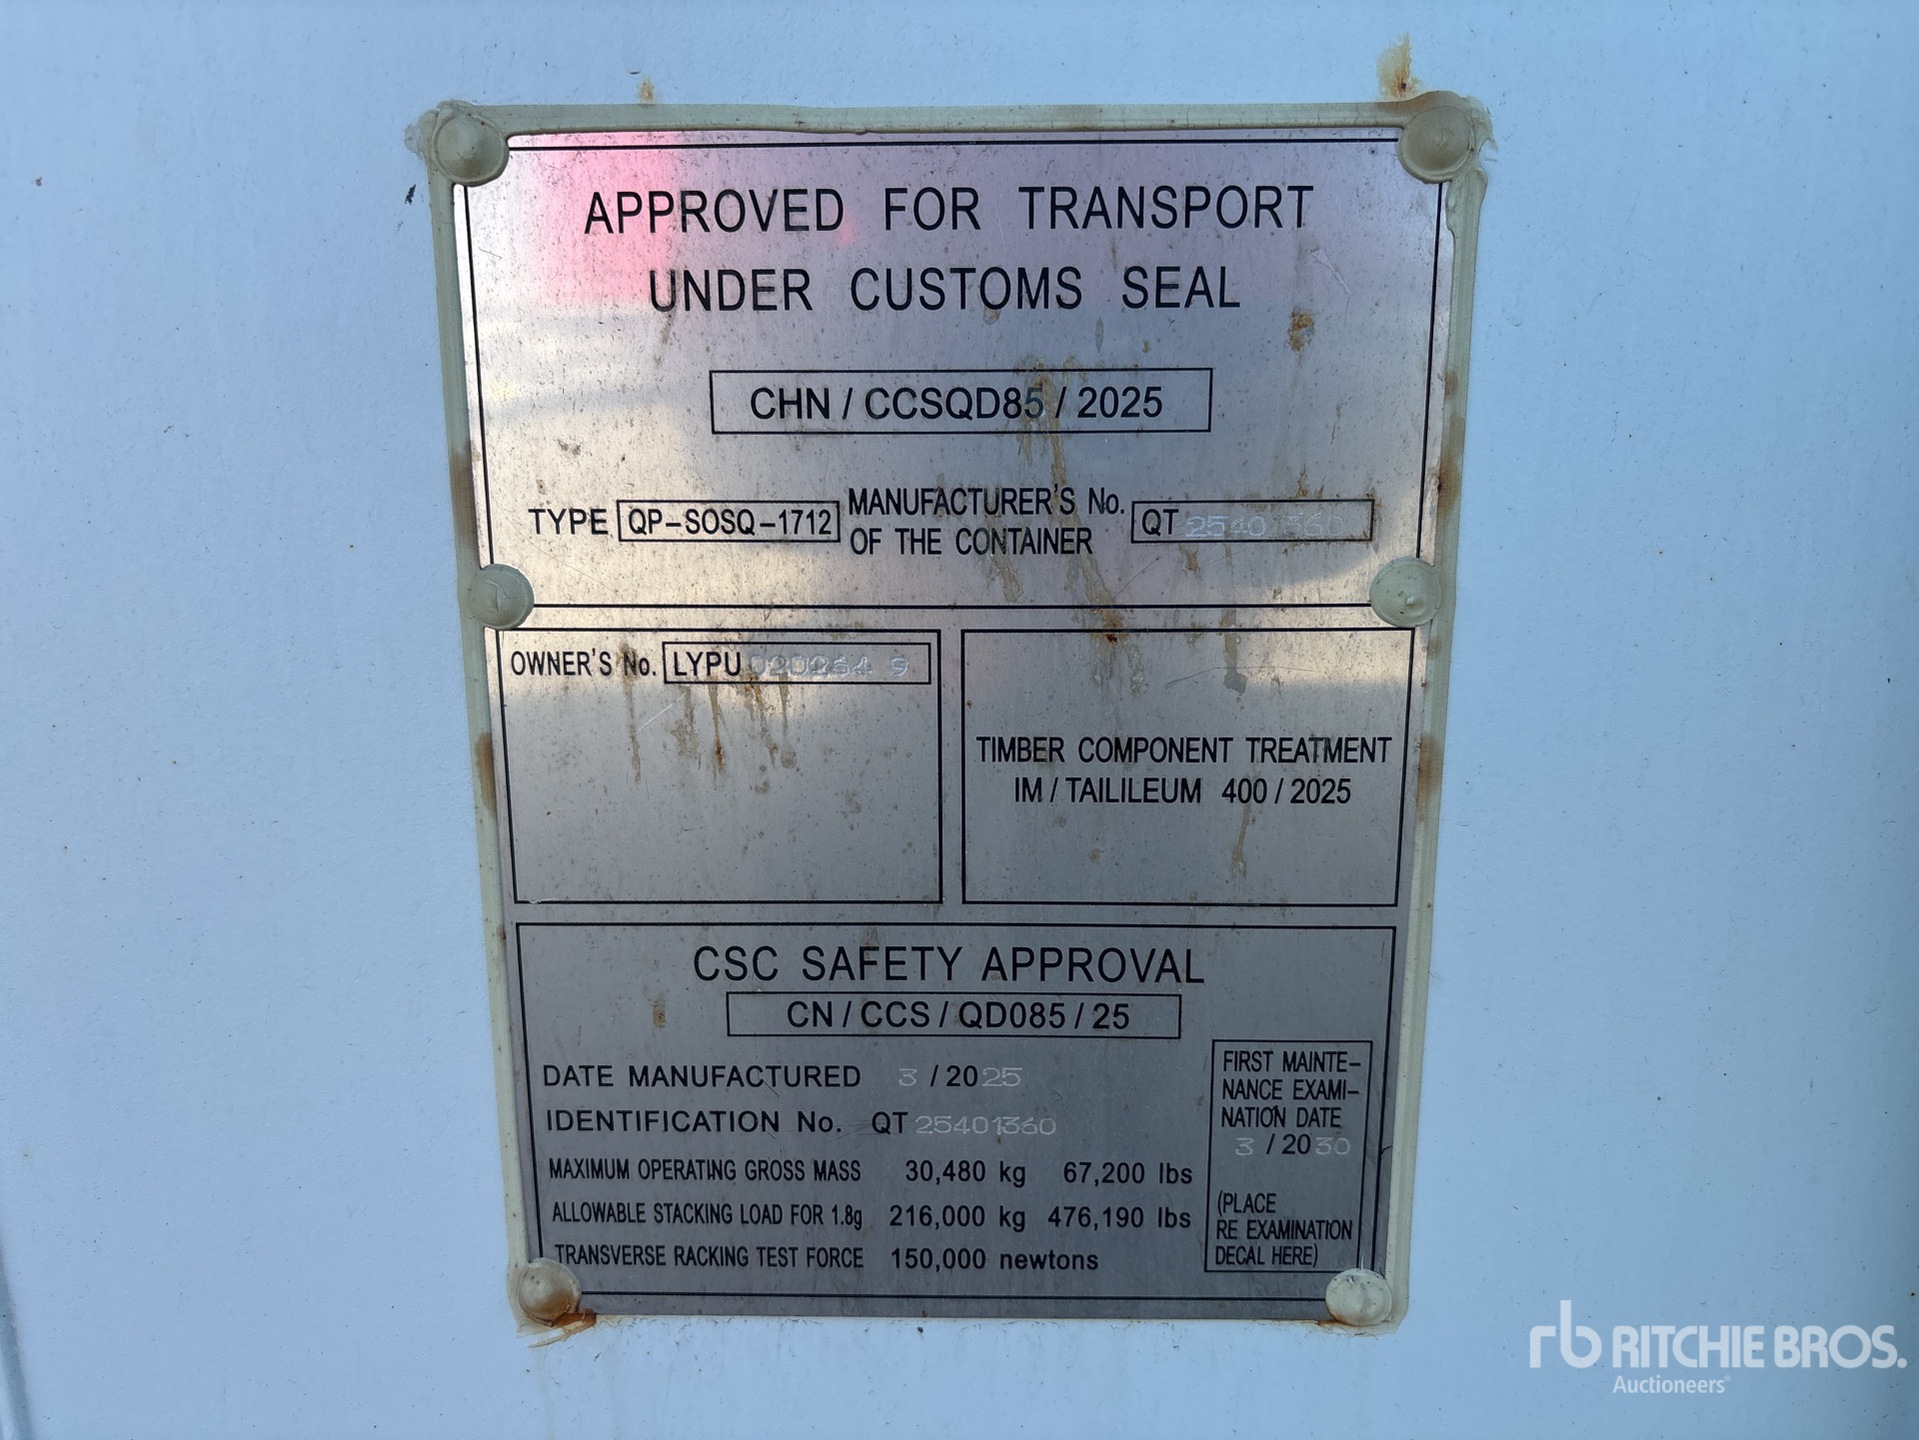 APPROVED FOR TRANSPORT
UNDER CUSTOMS SEAL
CHN / CCSQD85 / 2025
TYPE QP-SOSQ-1712 MANUFACTURER'S No. OF THE CONTAINER QT 25401360
OWNER'S No. LYPU 020264 9
TIMBER COMPONENT TREATMENT
IM / TAILILEUM 400 / 2025
CSC SAFETY APPROVAL
CN / CCS / QD085 / 25
DATE MANUFACTURED 3 / 2025
IDENTIFICATION No. QT 25401360
MAXIMUM OPERATING GROSS MASS 30,480 kg 67,200 lbs
ALLOWABLE STACKING LOAD FOR 1.8g 216,000 kg 476,190 lbs
TRANSVERSE RACKING TEST FORCE 150,000 newtons
FIRST MAINTE-
NANCE EXAMI-
NATION DATE
3 / 2030
(PLACE
RE EXAMINATION
DECAL HERE)
rb RITCHIE BROS.
Auctioneers